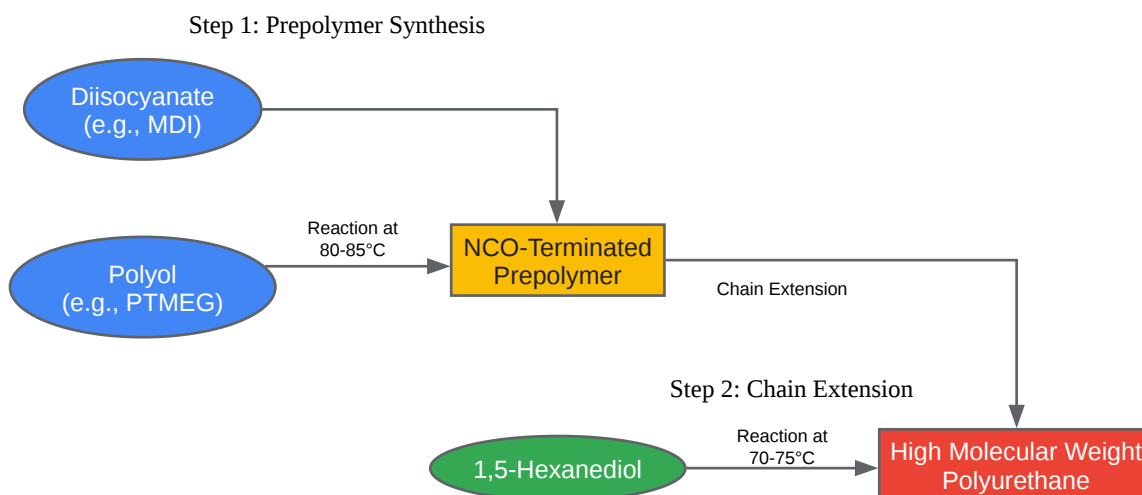 Step 1: Prepolymer Synthesis
Diisocyanate
(e.g., MDI)
Reaction at
80-85°C
Polyol
(e.g., PTMEG)
NCO-Terminated
Prepolymer
Chain Extension
Step 2: Chain Extension
1,5-Hexanediol
Reaction at
70-75°C
High Molecular Weight
Polyurethane